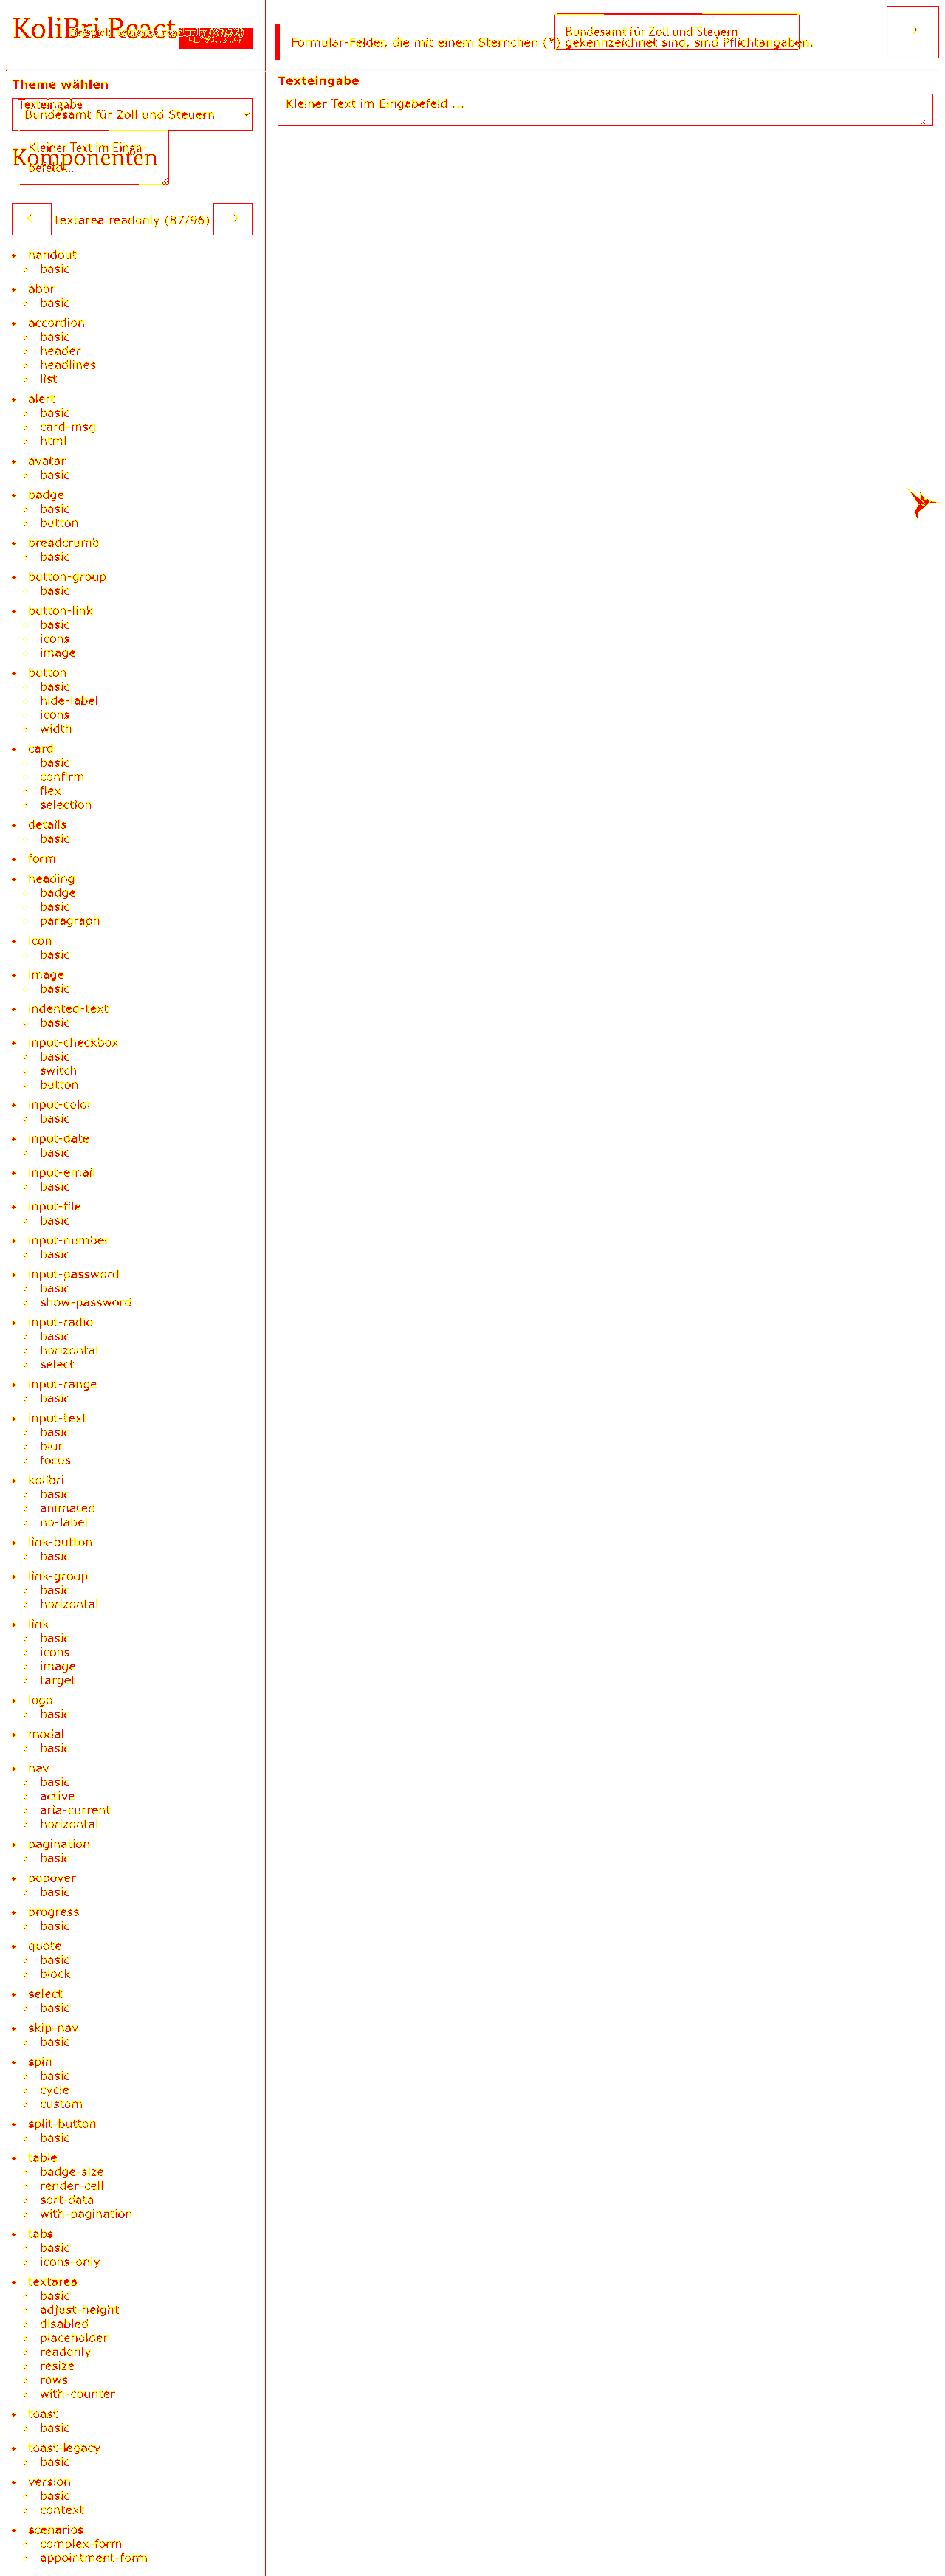 KoliBri React
Bundesamt für Zoll und Steuern
→
Formular-Felder, die mit einem Sternchen (*) gekennzeichnet sind, sind Pflichtangaben.
Theme wählen
Texteingabe
Bundesamt für Zoll und Steuern
Kleiner Text im Einga-
befeld…
Komponenten
Texteingabe
Kleiner Text im Eingabefeld …
← textarea readonly (87/96) →
handout
basic
abbr
basic
accordion
basic
header
headlines
list
alert
basic
card-msg
html
avatar
basic
badge
basic
button
breadcrumb
basic
button-group
basic
button-link
basic
icons
image
button
basic
hide-label
icons
width
card
basic
confirm
flex
selection
details
basic
form
heading
badge
basic
paragraph
icon
basic
image
basic
indented-text
basic
input-checkbox
basic
switch
button
input-color
basic
input-date
basic
input-email
basic
input-file
basic
input-number
basic
input-password
basic
show-password
input-radio
basic
horizontal
select
input-range
basic
input-text
basic
blur
focus
kolibri
basic
animated
no-label
link-button
basic
link-group
basic
horizontal
link
basic
icons
image
target
logo
basic
modal
basic
nav
basic
active
aria-current
horizontal
pagination
basic
popover
basic
progress
basic
quote
basic
block
select
basic
skip-nav
basic
spin
basic
cycle
custom
split-button
basic
table
badge-size
render-cell
sort-data
with-pagination
tabs
basic
icons-only
textarea
basic
adjust-height
disabled
placeholder
readonly
resize
rows
with-counter
toast
basic
toast-legacy
basic
version
basic
context
scenarios
complex-form
appointment-form